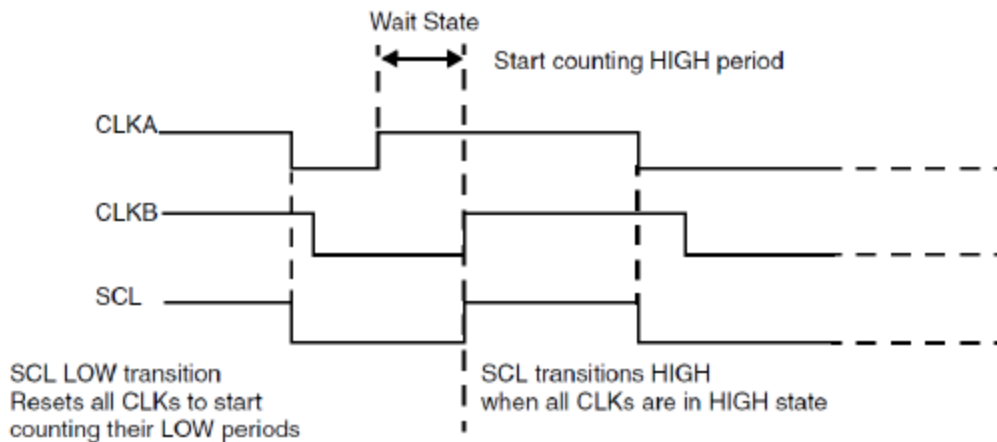 Wait State
Start counting HIGH period
CLKA
CLKB
SCL
SCL LOW transition
Resets all CLKs to start
counting their LOW periods
SCL transitions HIGH
when all CLKs are in HIGH state